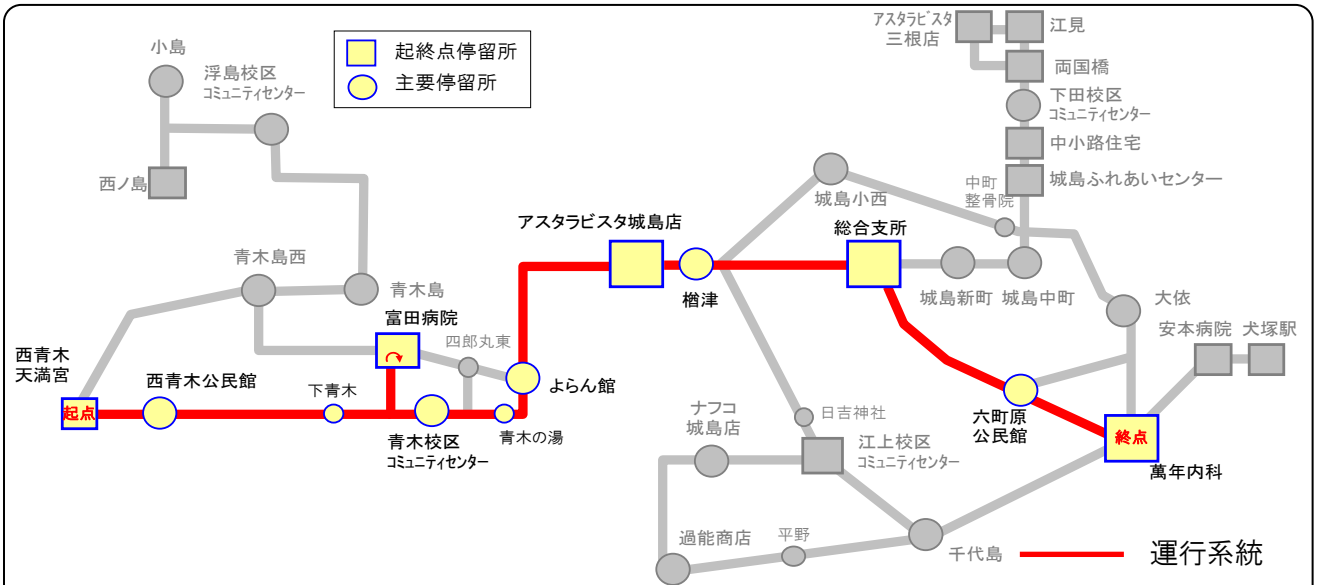 起終点停留所
主要停留所
小島
浮島校区
コミュニティセンター
西ノ島
青木島西
青木島
富田病院
四郎丸東
西青木
天満宮
起点
西青木公民館
下青木
青木校区
コミュニティセンター
青木の湯
よらん館
アスタラビスタ城島店
楢津
城島小西
総合支所
中町
整骨院
城島新町
城島中町
アスタラビスタ
三根店
江見
両国橋
下田校区
コミュニティセンター
中小路住宅
城島ふれあいセンター
大依
安本病院
犬塚駅
六町原
公民館
終点
萬年内科
日吉神社
ナフコ
城島店
江上校区
コミュニティセンター
過能商店
平野
千代島
運行系統